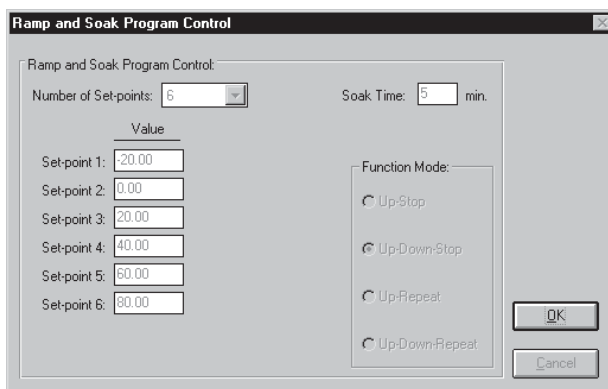 Ramp and Soak Program Control
Ramp and Soak Program Control:
Number of Set-points: 6
Soak Time: 5 min.
Value
Set-point 1: -20.00
Set-point 2: 0.00
Set-point 3: 20.00
Set-point 4: 40.00
Set-point 5: 60.00
Set-point 6: 80.00
Function Mode:
Up-Stop
Up-Down-Stop
Up-Repeat
Up-Down-Repeat
OK
Cancel